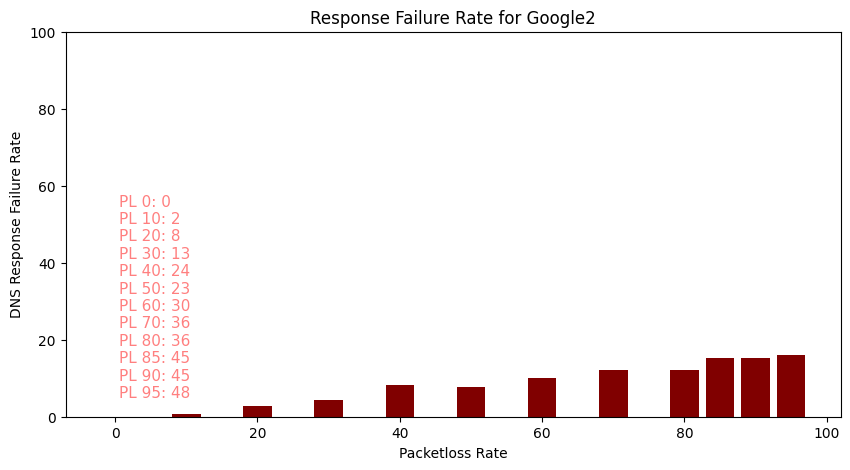 Response Failure Rate for Google2
100
80
60
40
20
0
DNS Response Failure Rate
PL 0: 0
PL 10: 2
PL 20: 8
PL 30: 13
PL 40: 24
PL 50: 23
PL 60: 30
PL 70: 36
PL 80: 36
PL 85: 45
PL 90: 45
PL 95: 48
0 20 40 60 80 100
Packetloss Rate